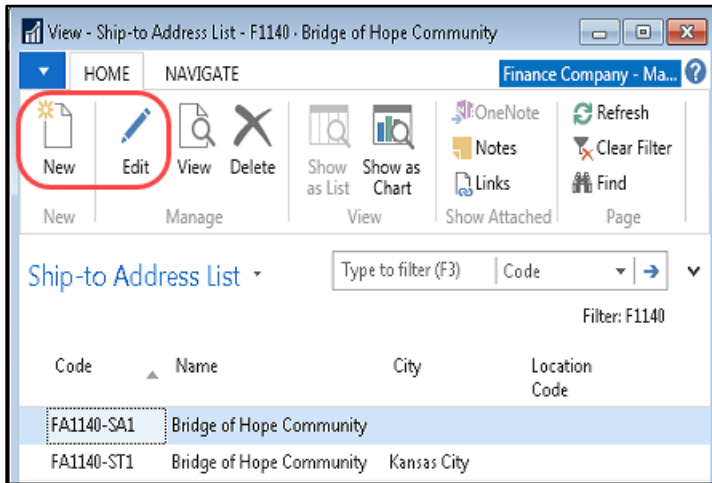 View - Ship-to Address List - F1140 · Bridge of Hope Community
HOME NAVIGATE Finance Company - Ma... ?
New Edit View Delete Show as List Show as Chart OneNote Refresh
Notes Clear Filter
Links Find
New Manage View Show Attached Page
Ship-to Address List Type to filter (F3) Code
Filter: F1140
Code Name City Location Code
FA1140-SA1 Bridge of Hope Community
FA1140-ST1 Bridge of Hope Community Kansas City